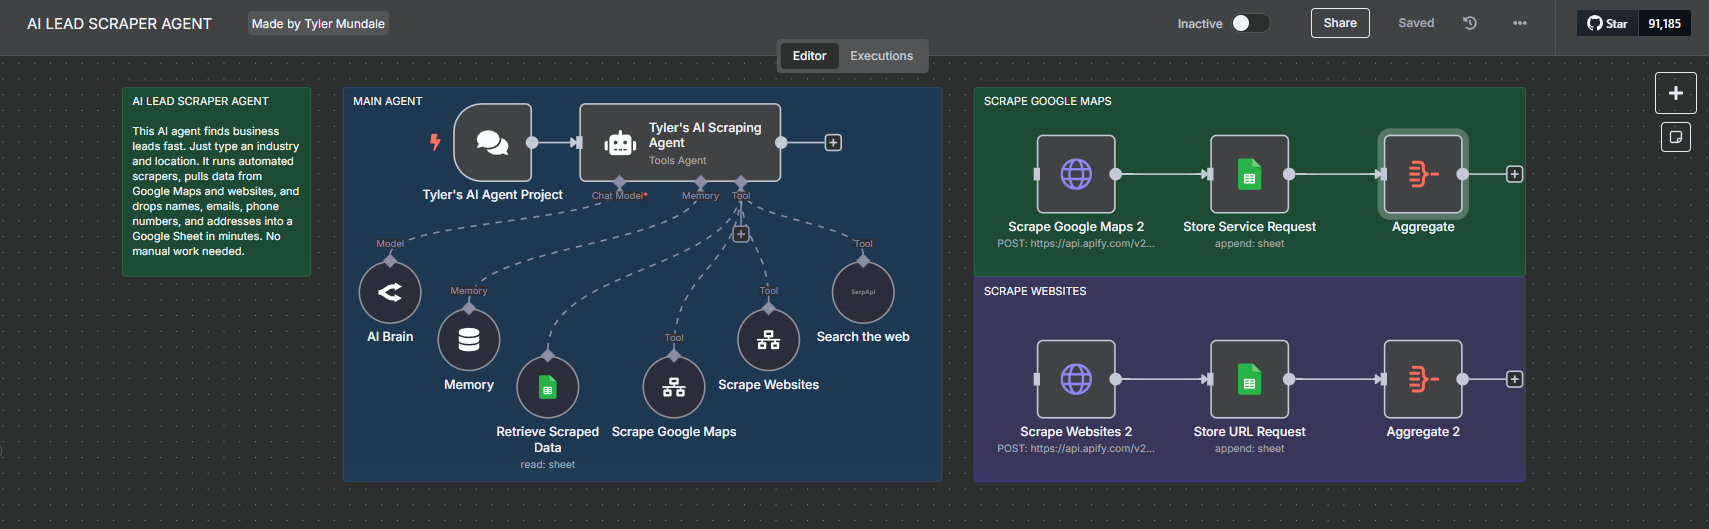 AI LEAD SCRAPER AGENT
Made by Tyler Mundale
Inactive
Share
Saved
Star
91,185
Editor
Executions
AI LEAD SCRAPER AGENT
This AI agent finds business
leads fast. Just type an industry
and location. It runs automated
scrapers, pulls data from
Google Maps and websites, and
drops names, emails, phone
numbers, and addresses into a
Google Sheet in minutes. No
manual work needed.
MAIN AGENT
Tyler's AI Agent Project
Tyler's AI Scraping
Agent
Tools Agent
Chat Model*
Memory
Tool
Model
AI Brain
Memory
Memory
Retrieve Scraped
Data
read: sheet
Tool
Scrape Google Maps
Tool
Scrape Websites
Tool
SerpApi
Search the web
SCRAPE GOOGLE MAPS
Scrape Google Maps 2
POST: https://api.apify.com/v2...
Store Service Request
append: sheet
Aggregate
SCRAPE WEBSITES
Scrape Websites 2
POST: https://api.apify.com/v2...
Store URL Request
append: sheet
Aggregate 2